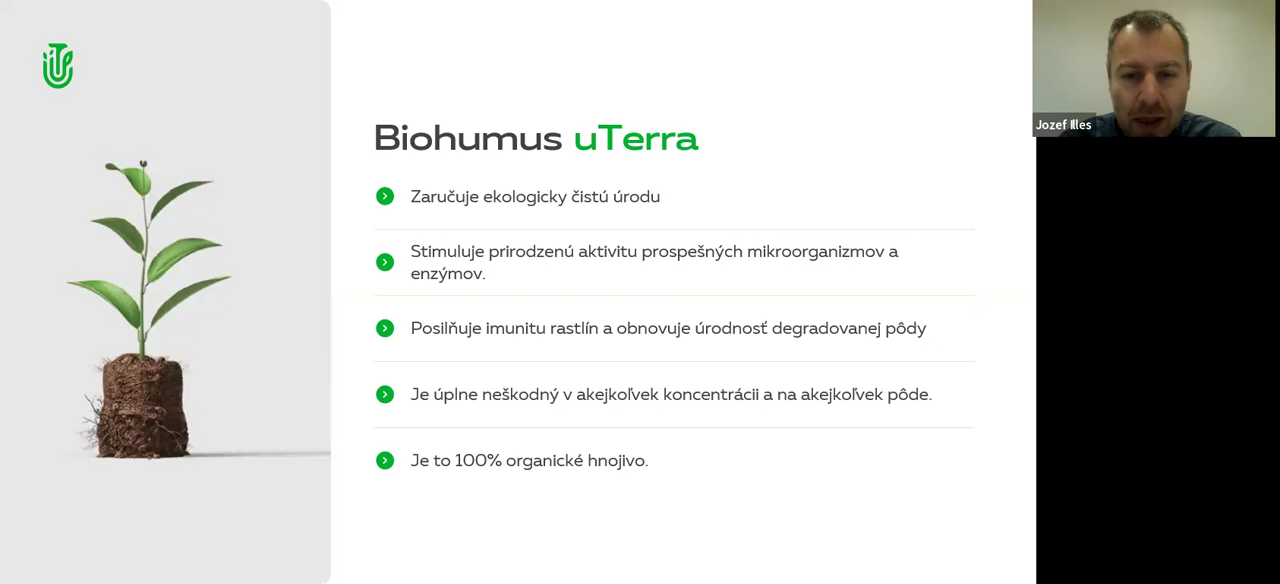 Biohumus uTerra
Zaručuje ekologicky čistú úrodu
Stimuluje prirodzenú aktivitu prospešných mikroorganizmov a
enzýmov.
Posilňuje imunitu rastlín a obnovuje úrodnosť degradovanej pôdy
Je úplne neškodný v akejkoľvek koncentrácii a na akejkoľvek pôde.
Je to 100% organické hnojivo.
Jozef Illes